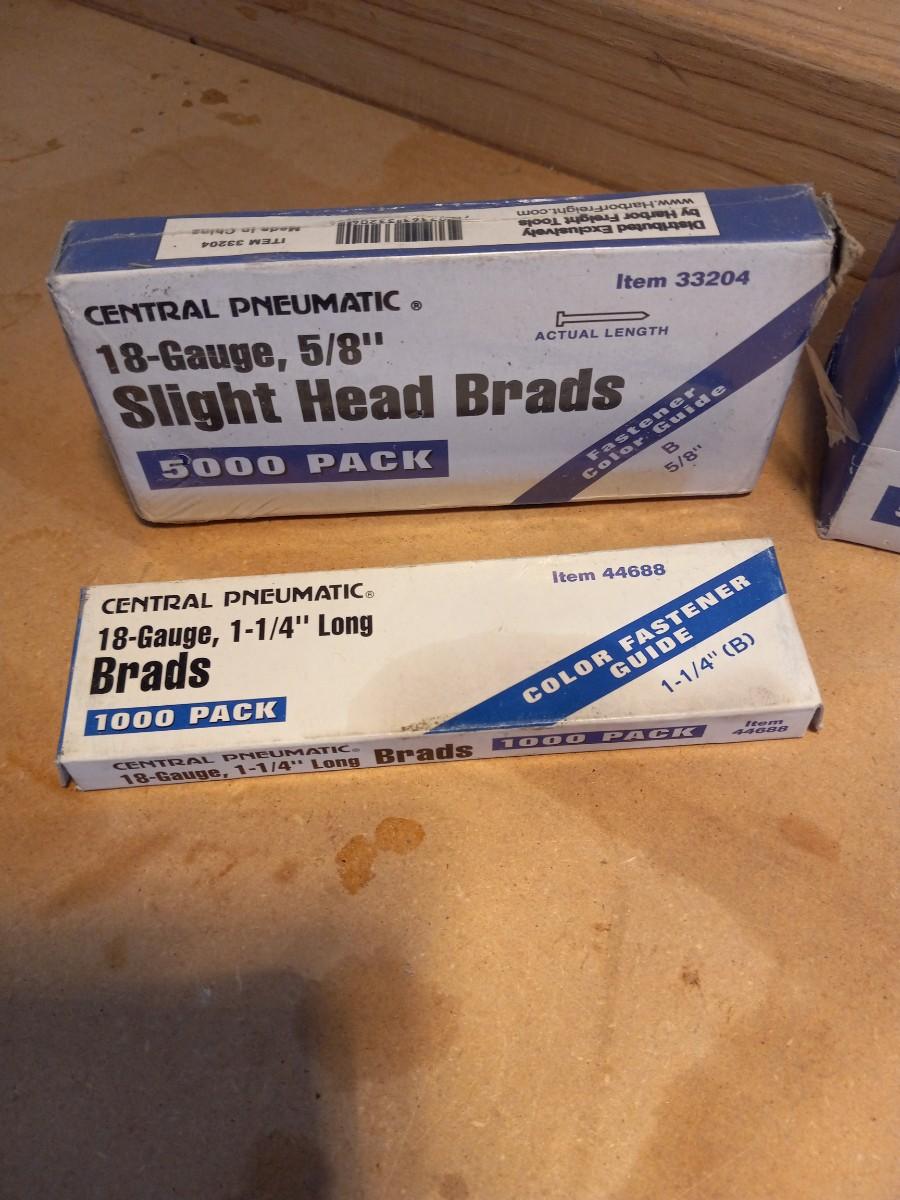 ITEM 33204
Made in China
Distributed Exclusively
by Harbor Freight Tools
www.HarborFreight.com
CENTRAL PNEUMATIC ®
Item 33204
ACTUAL LENGTH
18-Gauge, 5/8"
Slight Head Brads
5000 PACK
Fastener
Color Guide
B
5/8"
CENTRAL PNEUMATIC®
Item 44688
18-Gauge, 1-1/4" Long
Brads
1000 PACK
COLOR FASTENER
GUIDE
1-1/4" (B)
CENTRAL PNEUMATIC®
18-Gauge, 1-1/4" Long
Brads
1000 PACK
Item
44688